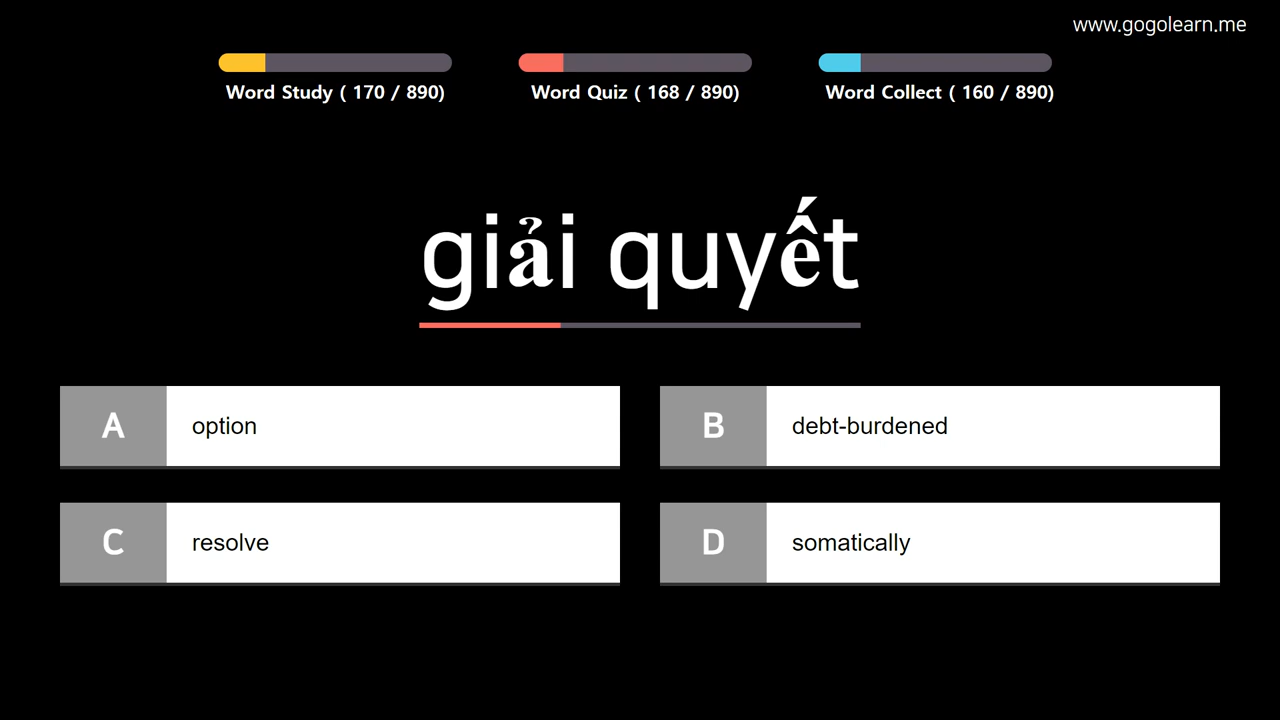 www.gogolearn.me
Word Study ( 170 / 890)
Word Quiz ( 168 / 890)
Word Collect ( 160 / 890)
giải quyết
A option
B debt-burdened
C resolve
D somatically